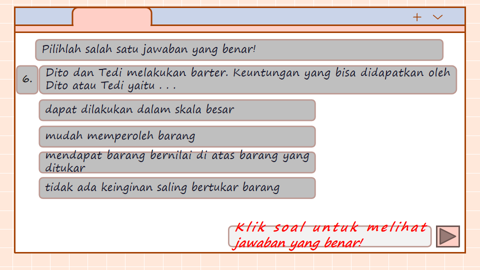 Pilihlah salah satu jawaban yang benar!
6. Dito dan Tedi melakukan barter. Keuntungan yang bisa didapatkan oleh
Dito atau Tedi yaitu . . .
dapat dilakukan dalam skala besar
mudah memperoleh barang
mendapat barang bernilai di atas barang yang
ditukar
tidak ada keinginan saling bertukar barang
Klik soal untuk melihat
jawaban yang benar!